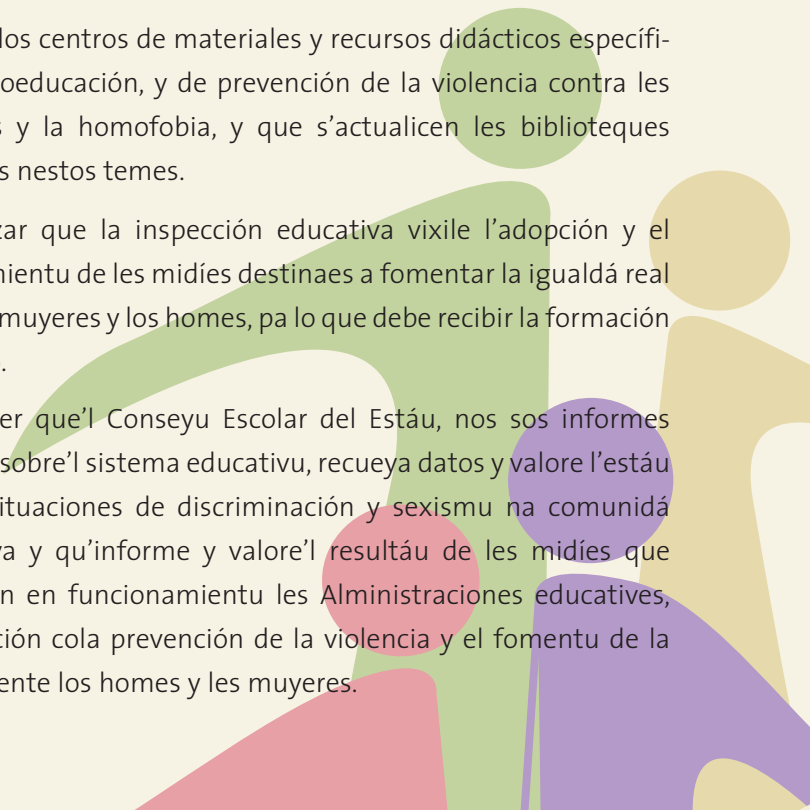 los centros de materiales y recursos didácticos específi-
oeducación, y de prevención de la violencia contra les
s y la homofobia, y que s’actualicen les biblioteques
s nestos temes.
zar que la inspección educativa vixile l’adopción y el
mientu de les midíes destinaes a fomentar la igualdá real
muyeres y los homes, pa lo que debe recibir la formación
.
er que’l Conseyu Escolar del Estáu, nos sos informes
sobre’l sistema educativu, recueya datos y valore l’estáu
ituaciones de discriminación y sexismu na comunidá
va y qu’informe y valore’l resultáu de les midíes que
n en funcionamientu les Alministraciones educatives,
ción cola prevención de la violencia y el fomentu de la
ente los homes y les muyeres.